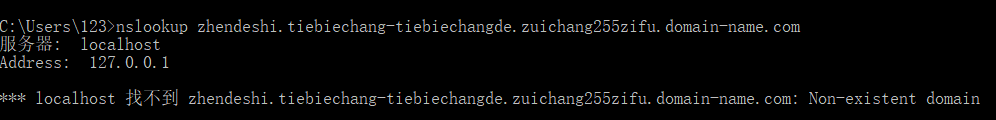 C:\Users\123>nslookup zhendeshi.tiebiechang-tiebiechangde.zuichang255zifu.domain-name.com
服务器:  localhost
Address:  127.0.0.1
*** localhost 找不到 zhendeshi.tiebiechang-tiebiechangde.zuichang255zifu.domain-name.com: Non-existent domain